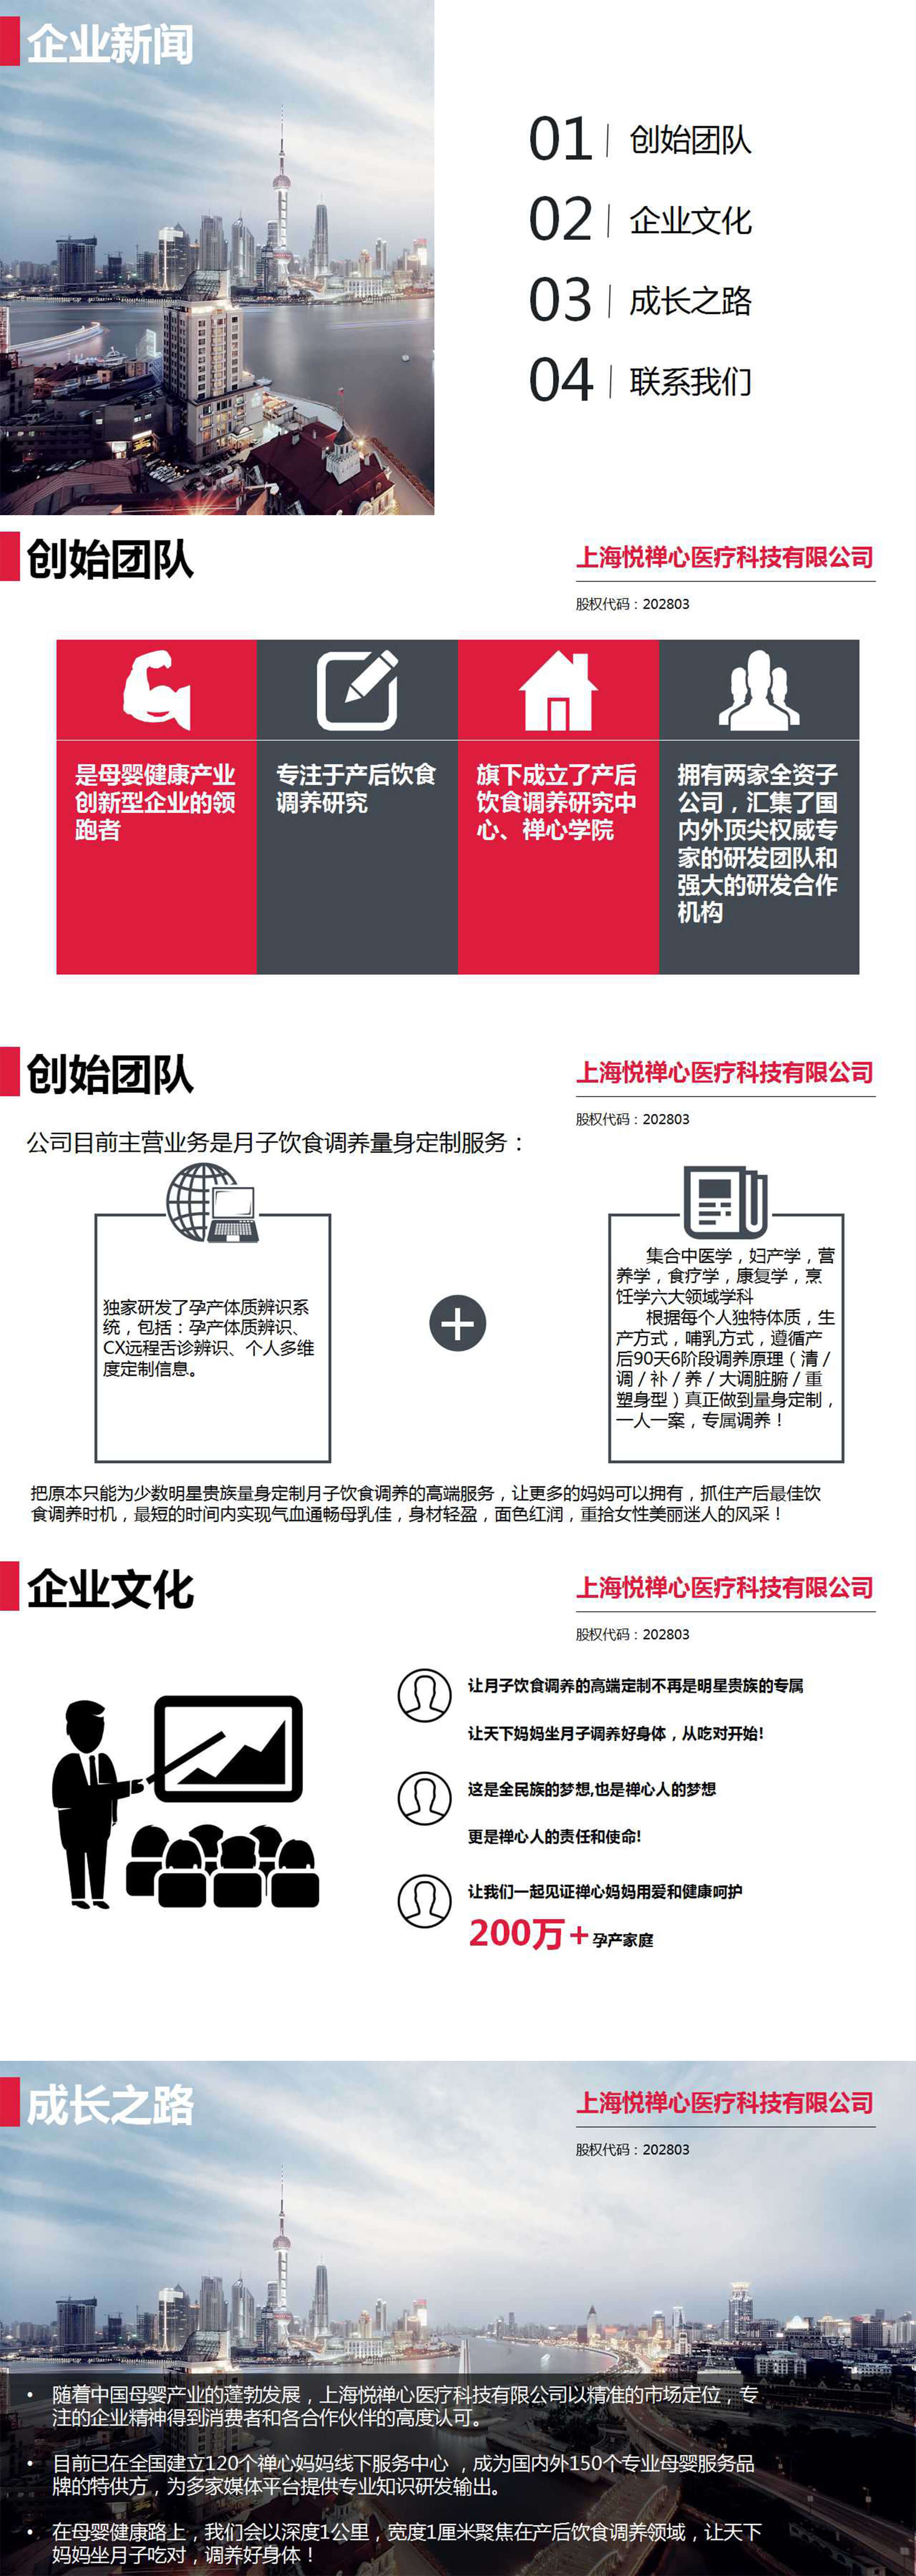 企业新闻
01 创始团队
02 企业文化
03 成长之路
04 联系我们
创始团队
上海悦禅心医疗科技有限公司
股权代码：202803
是母婴健康产业
创新型企业的领
跑者
专注于产后饮食
调养研究
旗下成立了产后
饮食调养研究中
心、禅心学院
拥有两家全资子
公司，汇集了国
内外顶尖权威专
家的研发团队和
强大的研发合作
机构
创始团队
上海悦禅心医疗科技有限公司
股权代码：202803
公司目前主营业务是月子饮食调养量身定制服务：
独家研发了孕产体质辨识系
统，包括：孕产体质辨识、
CX远程舌诊辨识、个人多维
度定制信息。
集合中医学，妇产学，营
养学，食疗学，康复学，烹
饪学六大领域学科
根据每个人独特体质，生
产方式，哺乳方式，遵循产
后90天6阶段调养原理（清/
调/补/养/大调脏腑/重
塑身型）真正做到量身定制，
一人一案，专属调养！
把原本只能为少数明星贵族量身定制月子饮食调养的高端服务，让更多的妈妈可以拥有，抓住产后最佳饮
食调养时机，最短的时间内实现气血通畅母乳佳，身材轻盈，面色红润，重拾女性美丽迷人的风采！
企业文化
上海悦禅心医疗科技有限公司
股权代码：202803
让月子饮食调养的高端定制不再是明星贵族的专属
让天下妈妈坐月子调养好身体，从吃对开始!
这是全民族的梦想,也是禅心人的梦想
更是禅心人的责任和使命!
让我们一起见证禅心妈妈用爱和健康呵护
200万+孕产家庭
成长之路
上海悦禅心医疗科技有限公司
股权代码：202803
• 随着中国母婴产业的蓬勃发展，上海悦禅心医疗科技有限公司以精准的市场定位，专
注的企业精神得到消费者和各合作伙伴的高度认可。
• 目前已在全国建立120个禅心妈妈线下服务中心，成为国内外150个专业母婴服务品
牌的特供方，为多家媒体平台提供专业知识研发输出。
• 在母婴健康路上，我们会以深度1公里，宽度1厘米聚焦在产后饮食调养领域，让天下
妈妈坐月子吃对，调养好身体！